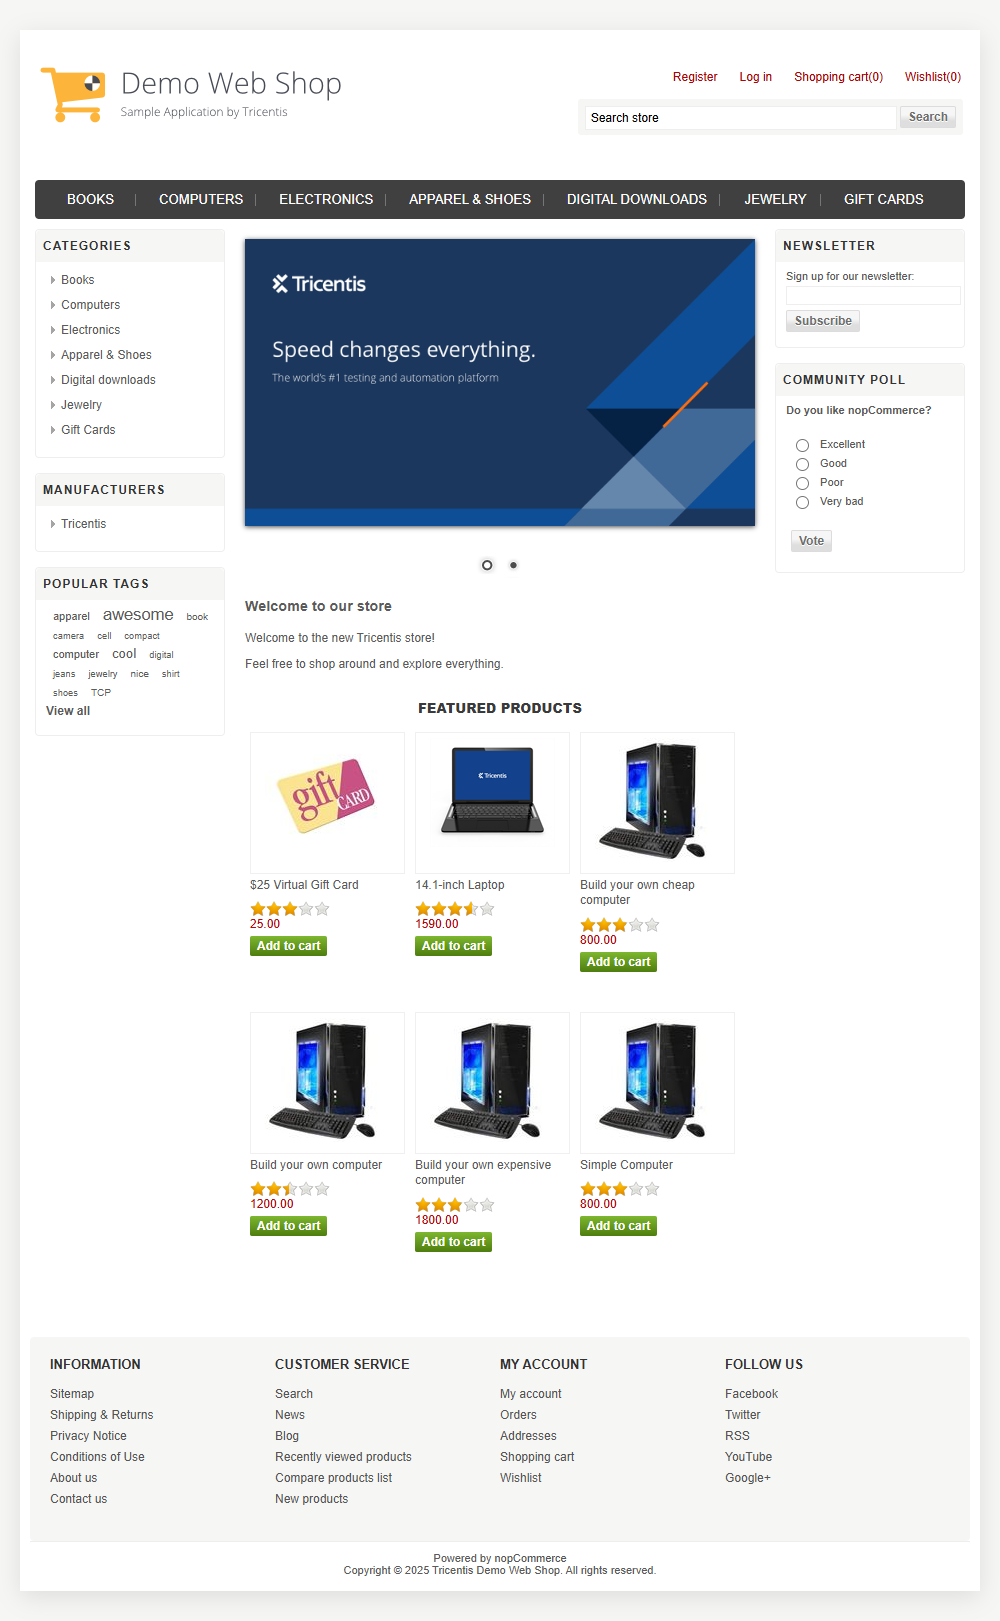 Demo Web Shop
Sample Application by Tricentis
Register Log in Shopping cart(0) Wishlist(0)
Search store Search
BOOKS COMPUTERS ELECTRONICS APPAREL & SHOES DIGITAL DOWNLOADS JEWELRY GIFT CARDS
CATEGORIES
Books
Computers
Electronics
Apparel & Shoes
Digital downloads
Jewelry
Gift Cards
MANUFACTURERS
Tricentis
POPULAR TAGS
apparel awesome book
camera cell compact
computer cool digital
jeans jewelry nice shirt
shoes TCP
View all
Tricentis
Speed changes everything.
The world's #1 testing and automation platform
Welcome to our store
Welcome to the new Tricentis store!
Feel free to shop around and explore everything.
FEATURED PRODUCTS
gift CARD
$25 Virtual Gift Card
25.00
Add to cart
Tricentis
14.1-inch Laptop
1590.00
Add to cart
Build your own cheap
computer
800.00
Add to cart
Build your own computer
1200.00
Add to cart
Build your own expensive
computer
1800.00
Add to cart
Simple Computer
800.00
Add to cart
NEWSLETTER
Sign up for our newsletter:
Subscribe
COMMUNITY POLL
Do you like nopCommerce?
Excellent
Good
Poor
Very bad
Vote
INFORMATION
Sitemap
Shipping & Returns
Privacy Notice
Conditions of Use
About us
Contact us
CUSTOMER SERVICE
Search
News
Blog
Recently viewed products
Compare products list
New products
MY ACCOUNT
My account
Orders
Addresses
Shopping cart
Wishlist
FOLLOW US
Facebook
Twitter
RSS
YouTube
Google+
Powered by nopCommerce
Copyright © 2025 Tricentis Demo Web Shop. All rights reserved.